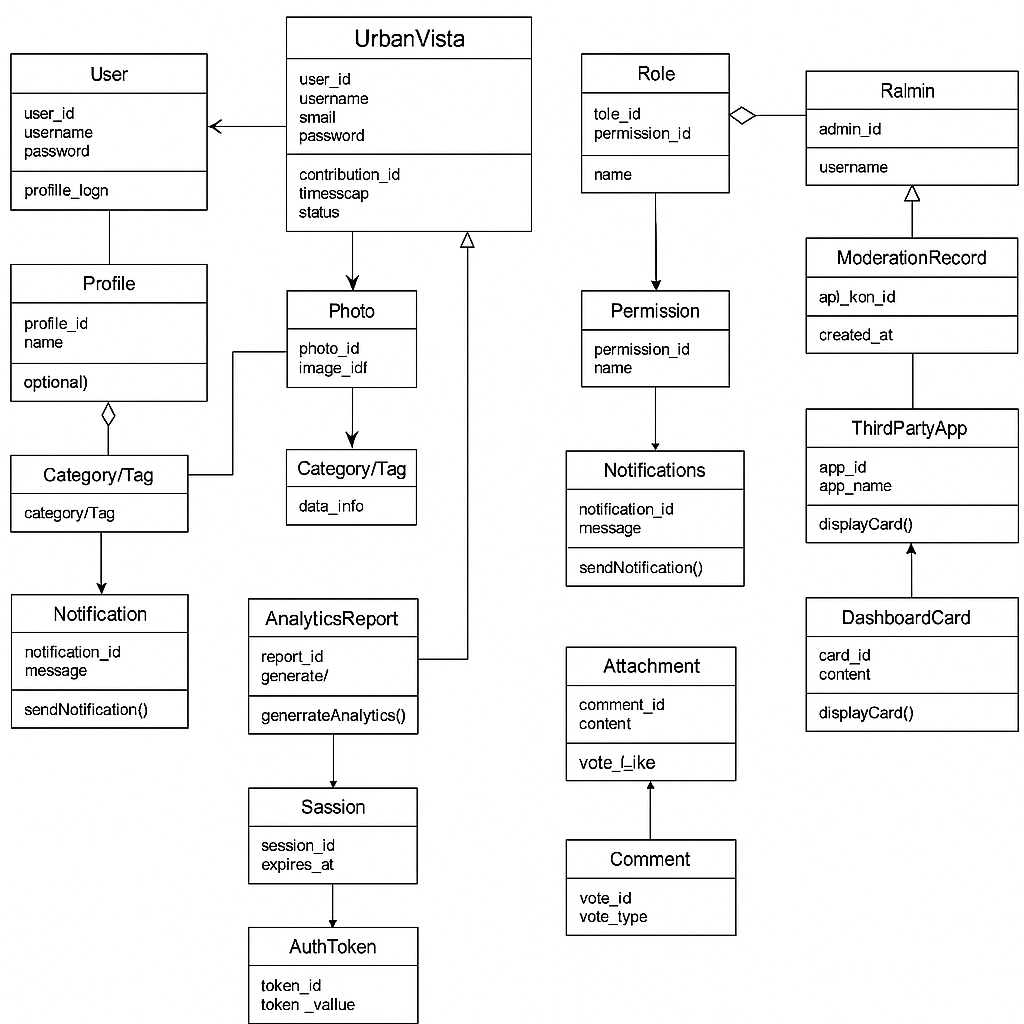 User
user_id
username
password
profille_logn
UrbanVista
user_id
username
smail
password
contribution_id
timesscap
status
Role
tole_id
permission_id
name
Ralmin
admin_id
username
Profile
profile_id
name
optional)
Photo
photo_id
image_idf
Permission
permission_id
name
ModerationRecord
created_at
Category/Tag
category/Tag
Category/Tag
data_info
Notifications
notification_id
message
sendNotification()
ThirdPartyApp
app_id
app_name
displayCard()
Notification
notification_id
message
sendNotification()
AnalyticsReport
report_id
generate/
generrateAnalytics()
Attachment
comment_id
content
DashboardCard
card_id
content
displayCard()
Sassion
session_id
expires_at
Comment
vote_id
vote_type
AuthToken
token_id
token _vallue